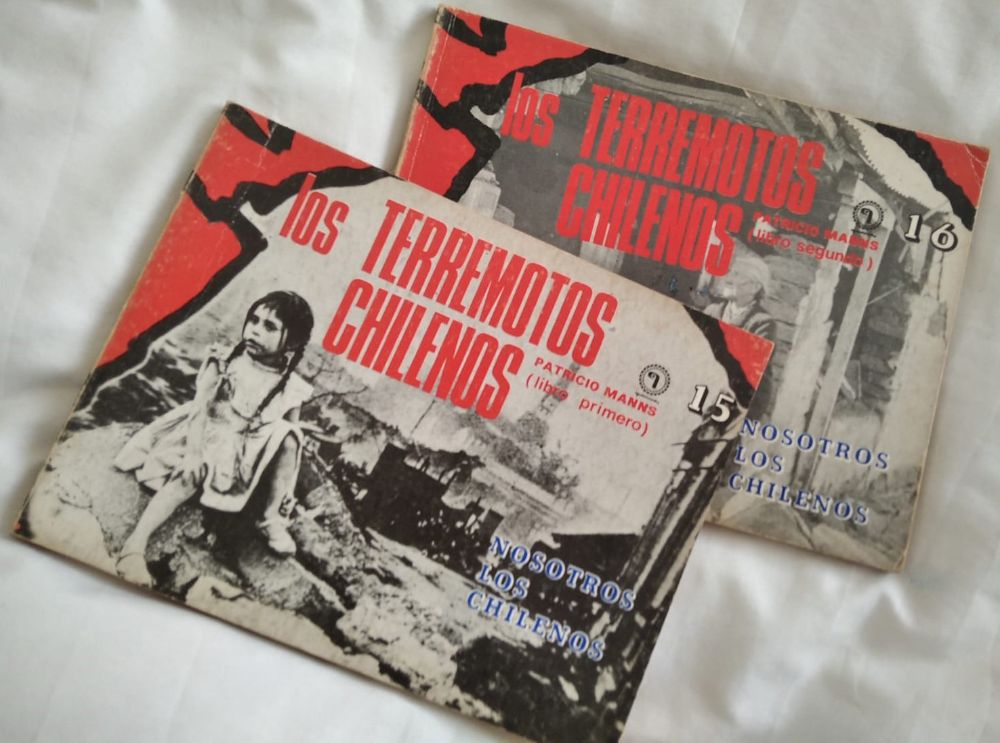 los TERREMOTOS
CHILENOS
PATRICIO MANNS
(libro primero)
15
NOSOTROS
LOS
CHILENOS
los TERREMOTOS
CHILENOS
PATRICIO MANNS
(libro segundo)
16
NOSOTROS
LOS
CHILENOS